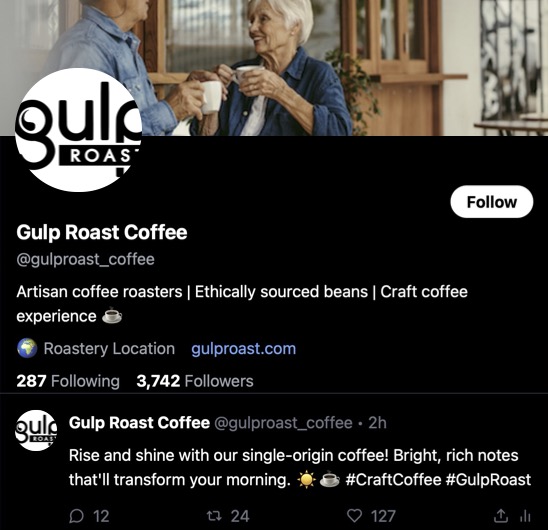 gulp
ROAST
Follow
Gulp Roast Coffee
@gulproast_coffee
Artisan coffee roasters | Ethically sourced beans | Craft coffee
experience ☕
🌍 Roastery Location gulproast.com
287 Following 3,742 Followers
gulp
ROAST
Gulp Roast Coffee @gulproast_coffee • 2h
Rise and shine with our single-origin coffee! Bright, rich notes
that'll transform your morning. ☀️☕ #CraftCoffee #GulpRoast
12 24 127